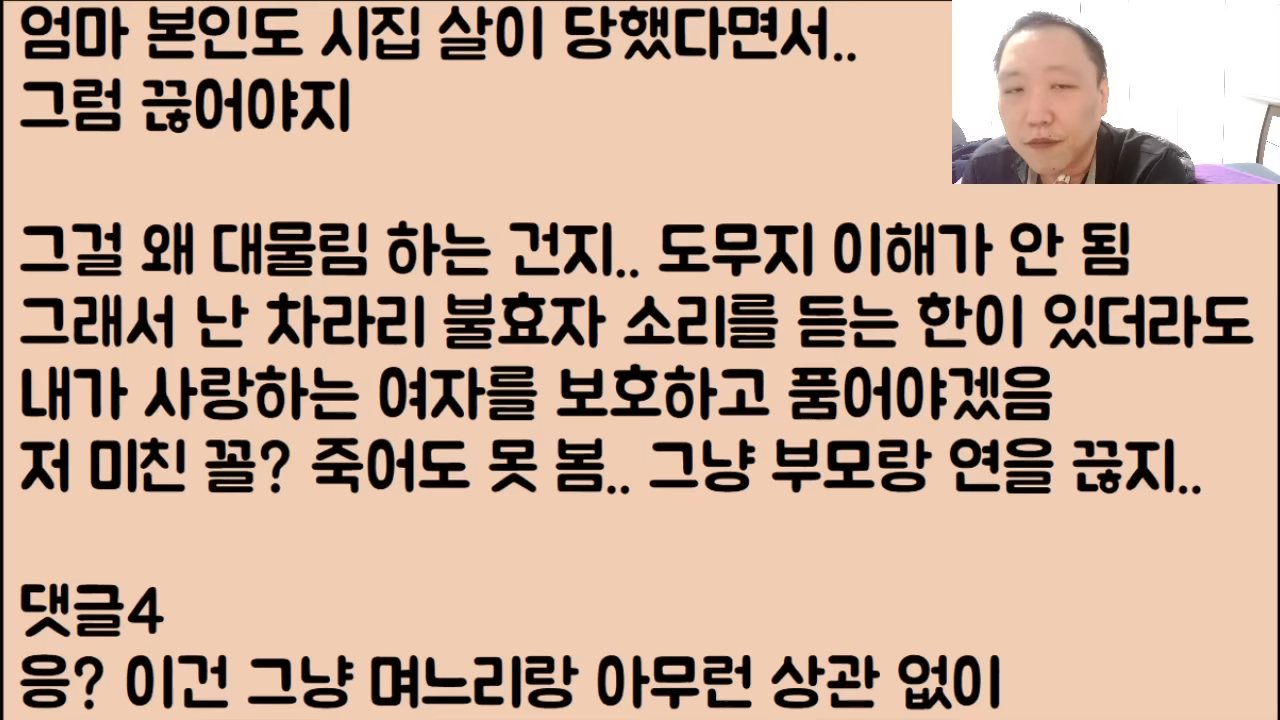 엄마 본인도 시집 살이 당했다면서..
그럼 끊어야지
그걸 왜 대물림 하는 건지.. 도무지 이해가 안 됨
그래서 난 차라리 불효자 소리를 듣는 한이 있더라도
내가 사랑하는 여자를 보호하고 품어야겠음
저 미친 꼴? 죽어도 못 봄.. 그냥 부모랑 연을 끊지..
댓글4
응? 이건 그냥 며느리랑 아무런 상관 없이